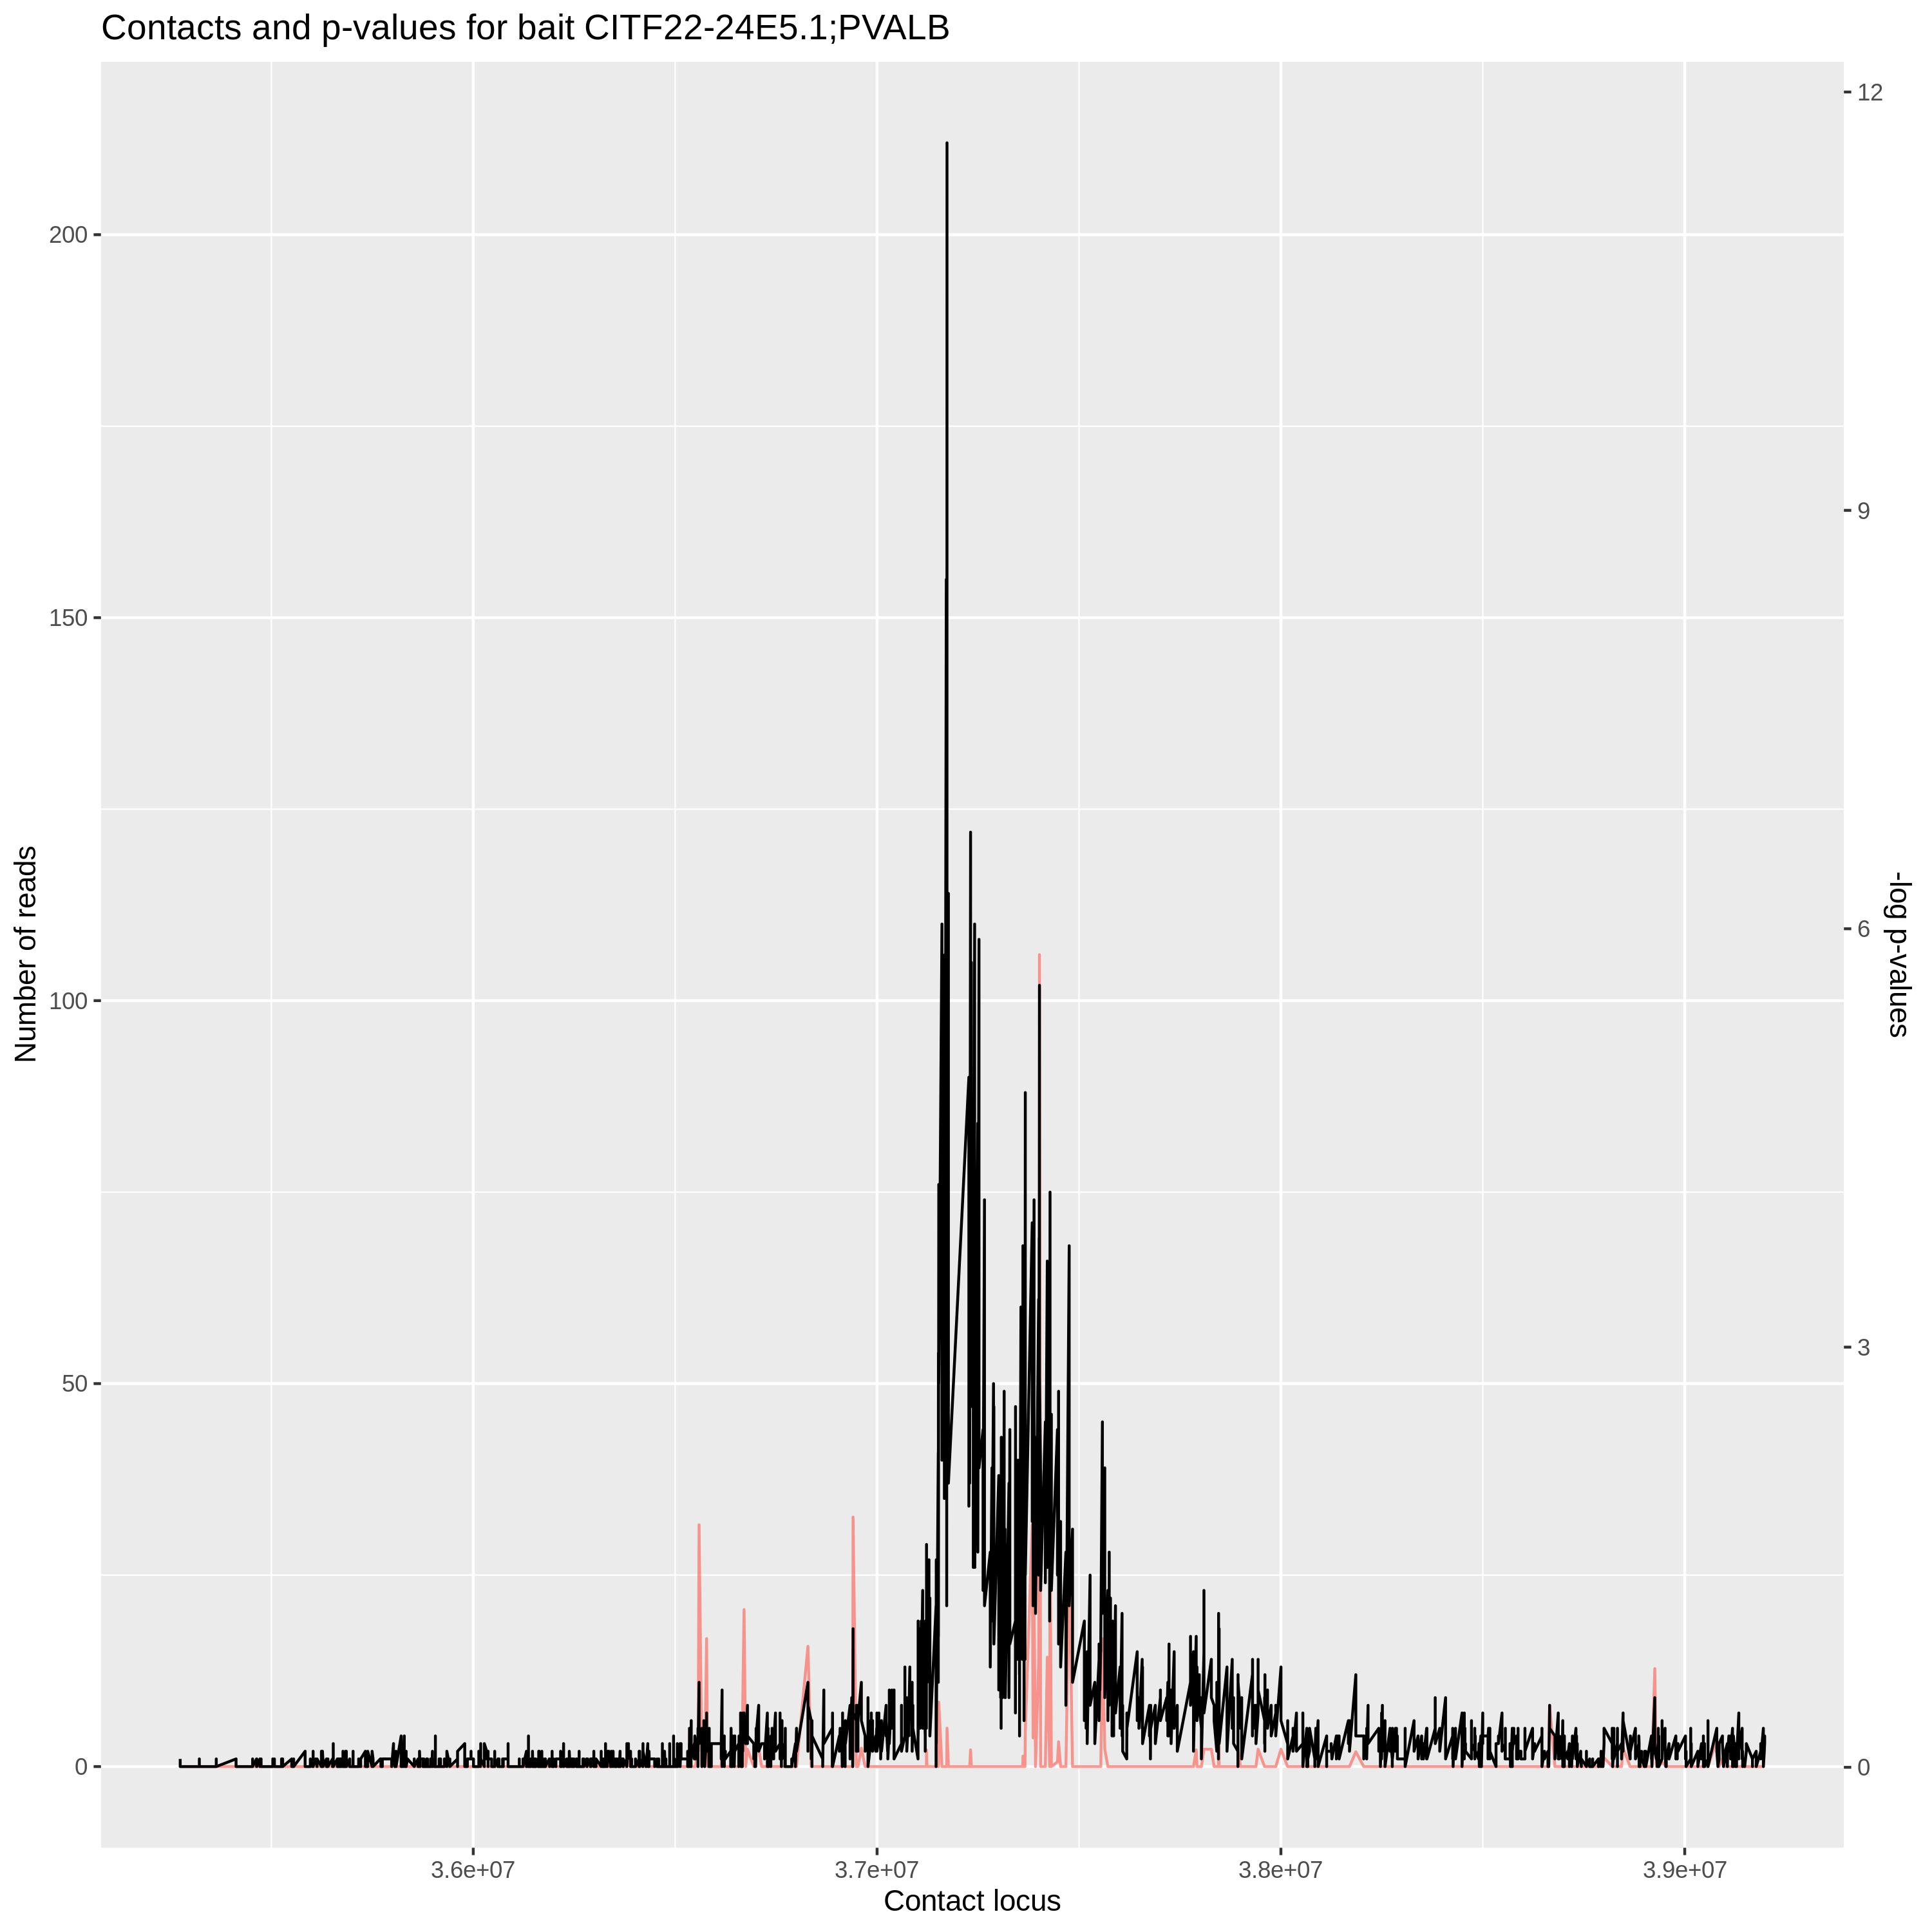 Contacts and p-values for bait CITF22-24E5.1;PVALB
Number of reads
200
150
100
50
0
12
9
6
3
0
-log p-values
3.6e+07
3.7e+07
3.8e+07
3.9e+07
Contact locus